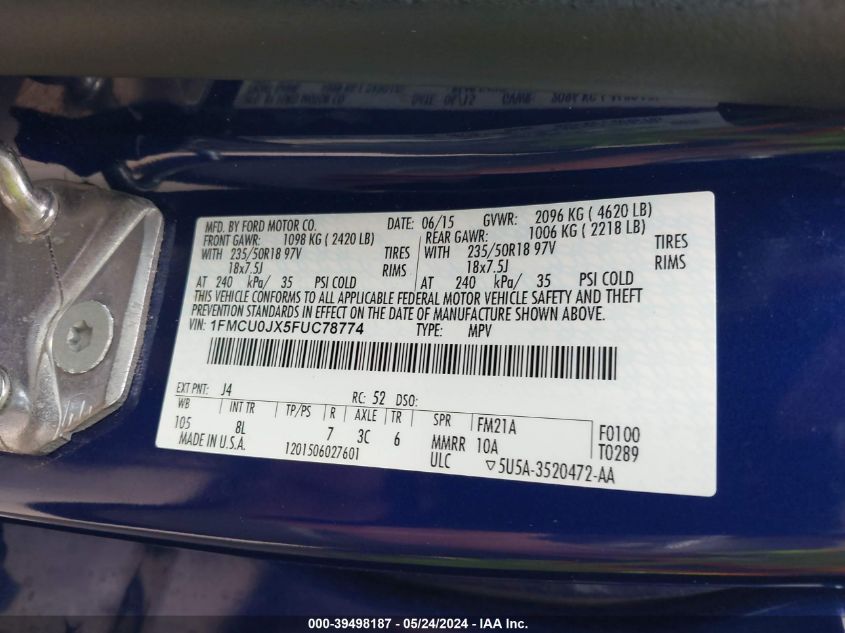 MFD. BY FORD MOTOR CO. DATE: 06/15 GVWR: 2096 KG ( 4620 LB)
FRONT GAWR: 1098 KG ( 2420 LB) REAR GAWR: 1006 KG ( 2218 LB)
WITH 235/50R18 97V TIRES WITH 235/50R18 97V TIRES
18x7.5J RIMS 18x7.5J RIMS
AT 240 kPa/ 35 PSI COLD AT 240 kPa/ 35 PSI COLD
THIS VEHICLE CONFORMS TO ALL APPLICABLE FEDERAL MOTOR VEHICLE SAFETY AND THEFT
PREVENTION STANDARDS IN EFFECT ON THE DATE OF MANUFACTURE SHOWN ABOVE.
VIN: 1FMCU0JX5FUC78774 TYPE: MPV
EXT PNT: J4 RC: 52 DSO:
WB INT TR TP/PS R AXLE TR SPR FM21A F0100
105 8L 7 3C 6 MMRR 10A T0289
MADE IN U.S.A. 1201506027601 ULC ▽5U5A-3520472-AA
000-39498187 - 05/24/2024 - IAA Inc.